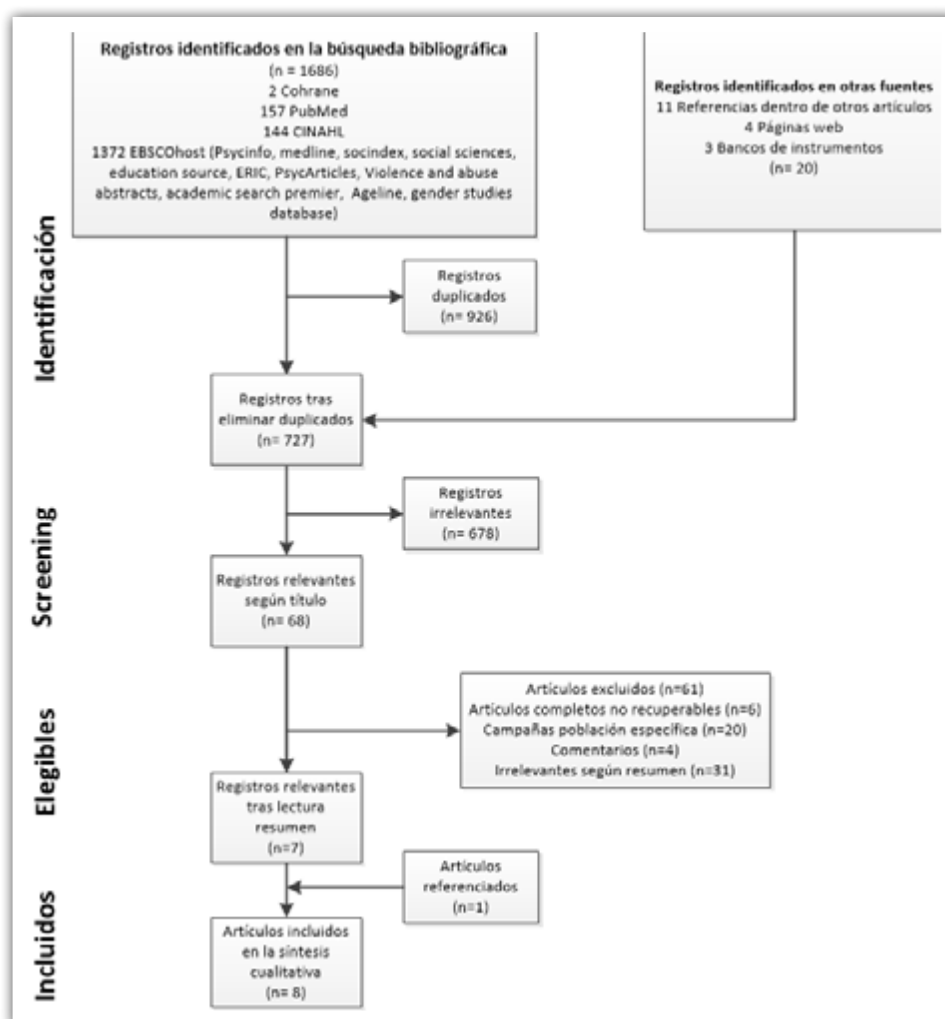 Registros identificados en la búsqueda bibliográfica
(n = 1686)
2 Cohrane
157 PubMed
144 CINAHL
1372 EBSCOhost (Psycinfo, medline, socindex, social sciences,
education source, ERIC, PsycArticles, Violence and abuse
abstracts, academic search premier, Ageline, gender studies
database)
Registros identificados en otras fuentes
11 Referencias dentro de otros artículos
4 Páginas web
3 Bancos de instrumentos
(n= 20)
Identificación
Registros
duplicados
(n= 926)
Registros tras
eliminar duplicados
(n= 727)
Screening
Registros
irrelevantes
(n= 678)
Registros relevantes
según título
(n= 68)
Elegibles
Artículos excluidos (n=61)
Artículos completos no recuperables (n=6)
Campañas población específica (n=20)
Comentarios (n=4)
Irrelevantes según resumen (n=31)
Registros relevantes
tras lectura
resumen
(n=7)
Incluidos
Artículos
referenciados
(n=1)
Artículos incluidos
en la síntesis
cualitativa
(n= 8)